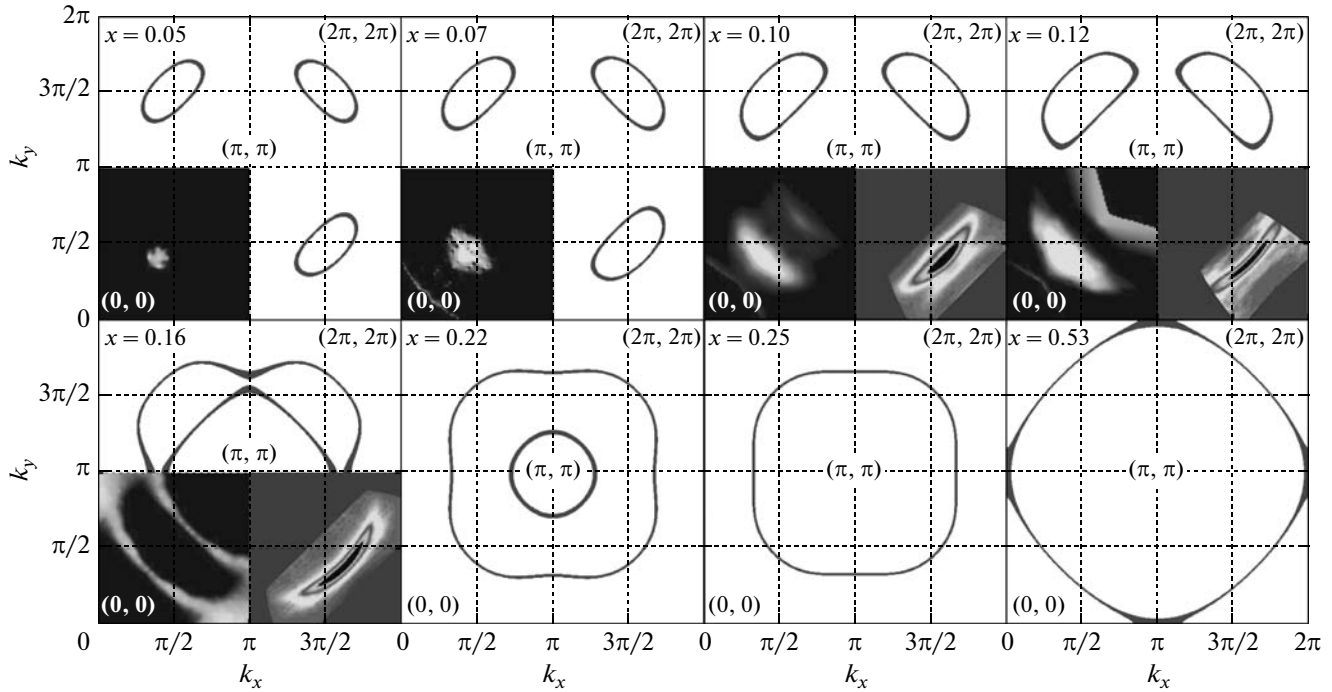 2π
x = 0.05
(2π, 2π)
x = 0.07
(2π, 2π)
x = 0.10
(2π, 2π)
x = 0.12
(2π, 2π)
3π/2
k_y
(π, π)
(π, π)
(π, π)
(π, π)
π
π/2
(0, 0)
(0, 0)
(0, 0)
(0, 0)
0
x = 0.16
(2π, 2π)
x = 0.22
(2π, 2π)
x = 0.25
(2π, 2π)
x = 0.53
(2π, 2π)
3π/2
k_y
(π, π)
(π, π)
(π, π)
(π, π)
π
π/2
(0, 0)
(0, 0)
(0, 0)
(0, 0)
0 π/2 π 3π/2 0 π/2 π 3π/2 0 π/2 π 3π/2 0 π/2 π 3π/2 2π
k_x k_x k_x k_x